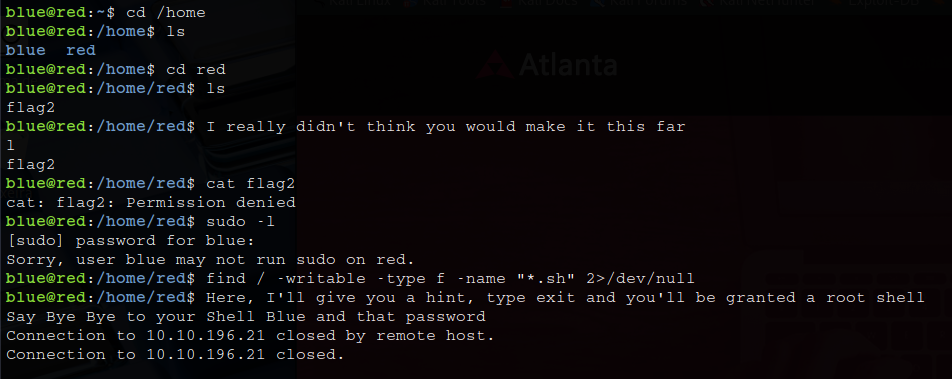 blue@red:~$ cd /home
blue@red:/home$ ls
blue  red
blue@red:/home$ cd red
blue@red:/home/red$ ls
flag2
blue@red:/home/red$ I really didn't think you would make it this far
l
flag2
blue@red:/home/red$ cat flag2
cat: flag2: Permission denied
blue@red:/home/red$ sudo -l
[sudo] password for blue:
Sorry, user blue may not run sudo on red.
blue@red:/home/red$ find / -writable -type f -name "*.sh" 2>/dev/null
blue@red:/home/red$ Here, I'll give you a hint, type exit and you'll be granted a root shell
Say Bye Bye to your Shell Blue and that password
Connection to 10.10.196.21 closed by remote host.
Connection to 10.10.196.21 closed.
Atlanta